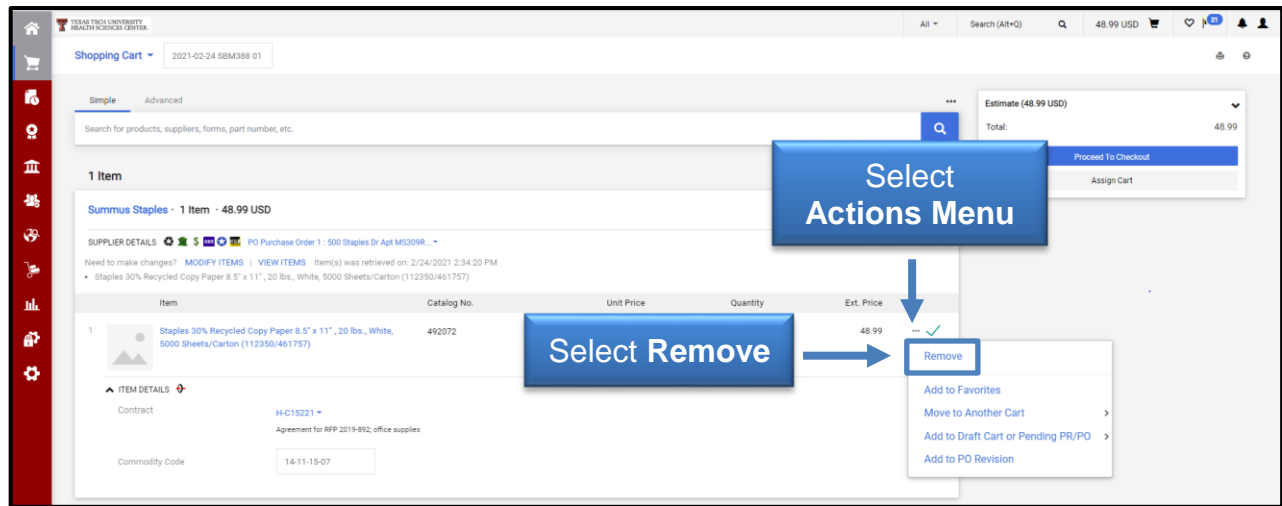 TEXAS TECH UNIVERSITY
HEALTH SCIENCES CENTER.
All
Search (Alt+Q)
48.99 USD
21
Shopping Cart
2021-02-24 SBM388 01
Simple
Advanced
...
Search for products, suppliers, forms, part number, etc.
Estimate (48.99 USD)
Total:
48.99
Proceed To Checkout
Assign Cart
Select
Actions Menu
1 Item
Summus Staples · 1 Item · 48.99 USD
SUPPLIER DETAILS
PO Purchase Order 1 : 500 Staples Dr Apt MS309R...
Need to make changes? MODIFY ITEMS | VIEW ITEMS Item(s) was retrieved on: 2/24/2021 2:34:20 PM
• Staples 30% Recycled Copy Paper 8.5" x 11" , 20 lbs., White, 5000 Sheets/Carton (112350/461757)
Item
Catalog No.
Unit Price
Quantity
Ext. Price
1
Staples 30% Recycled Copy Paper 8.5" x 11" , 20 lbs., White,
5000 Sheets/Carton (112350/461757)
492072
48.99
...
Select Remove
Remove
Add to Favorites
Move to Another Cart
Add to Draft Cart or Pending PR/PO
Add to PO Revision
ITEM DETAILS
Contract
H-C15221
Agreement for RFP 2019-892; office supplies
Commodity Code
14-11-15-07